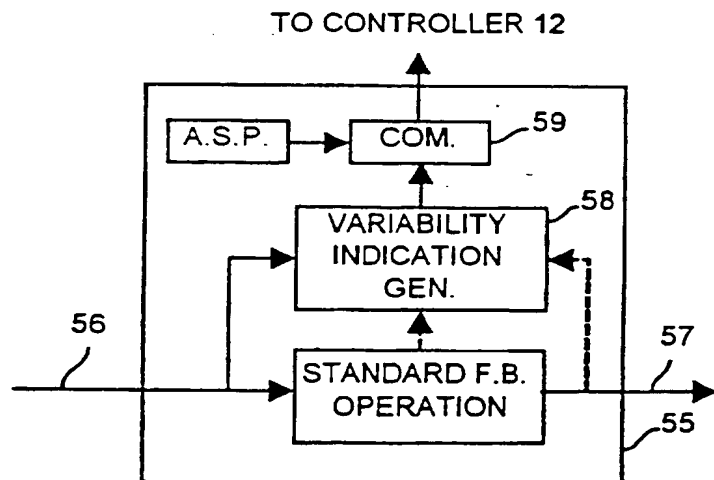 TO CONTROLLER 12
A.S.P.
COM.
59
58
VARIABILITY
INDICATION
GEN.
56
57
STANDARD F.B.
OPERATION
55